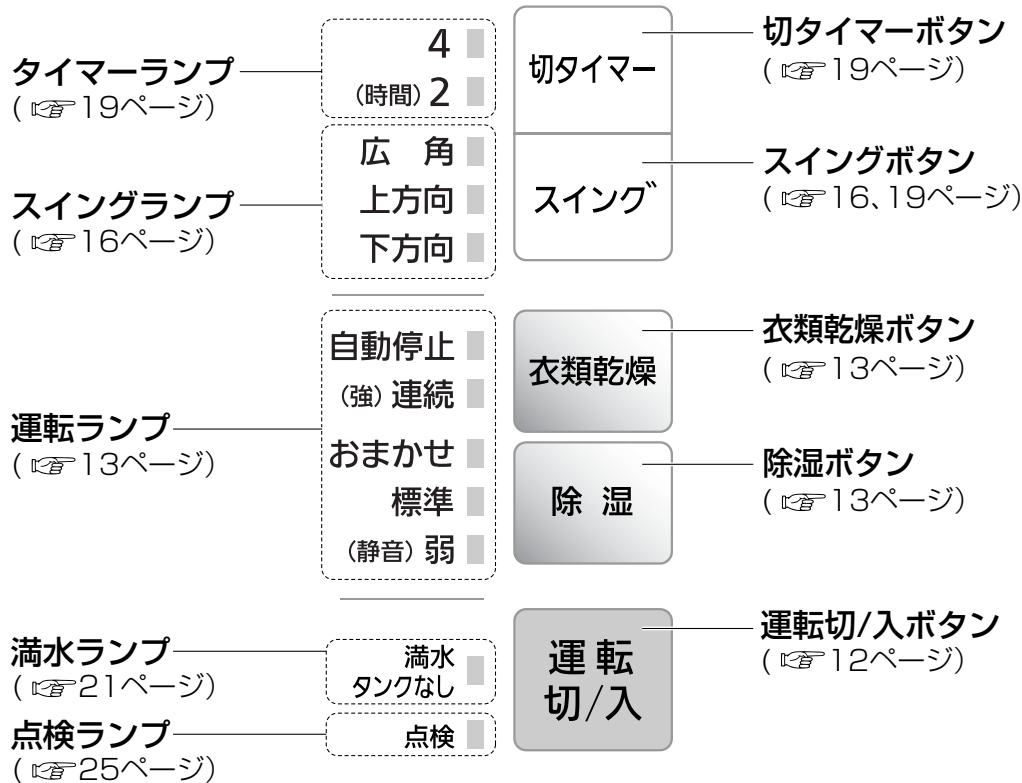 タイマーランプ
(☞19ページ)
スイングランプ
(☞16ページ)
運転ランプ
(☞13ページ)
満水ランプ
(☞21ページ)
点検ランプ
(☞25ページ)
4
(時間) 2
広 角
上方向
下方向
自動停止
(強) 連続
おまかせ
標準
(静音) 弱
満水
タンクなし
点検
切タイマー
スイング
衣類乾燥
除 湿
運 転
切/入
切タイマーボタン
(☞19ページ)
スイングボタン
(☞16、19ページ)
衣類乾燥ボタン
(☞13ページ)
除湿ボタン
(☞13ページ)
運転切/入ボタン
(☞12ページ)